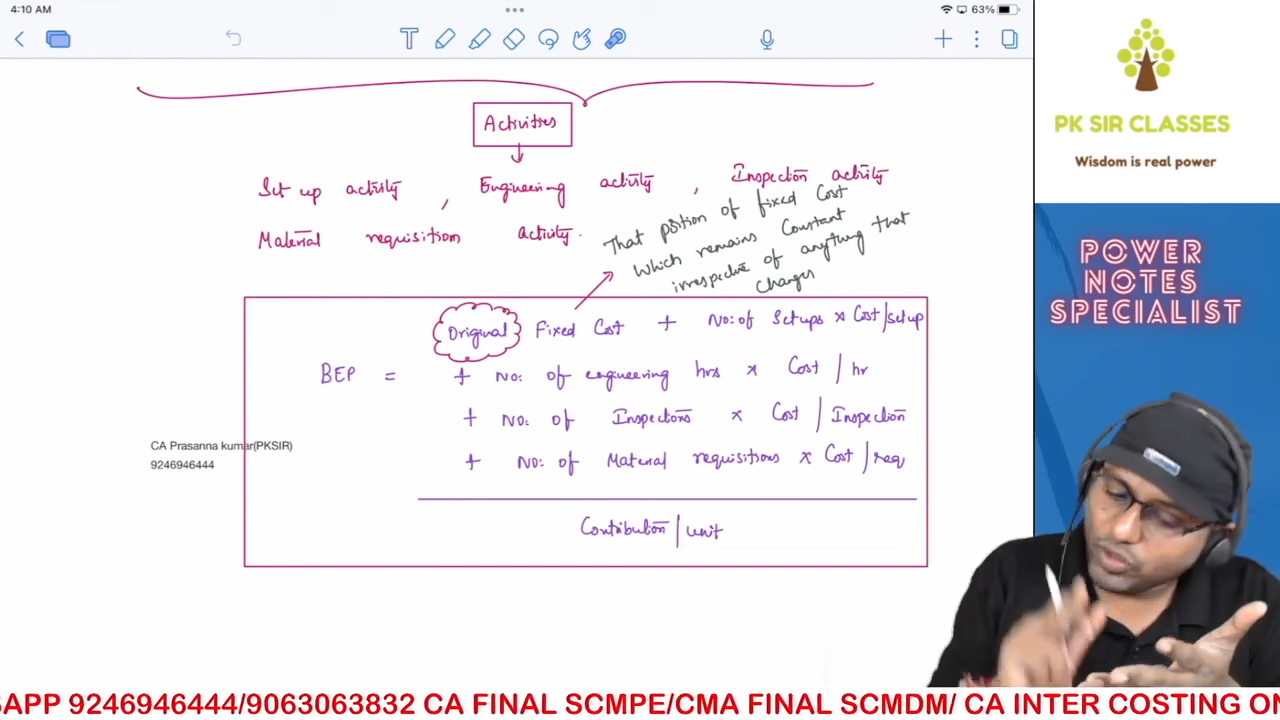 4:10 AM
63%
T
Activities
Set up activity , Engineering activity , Inspection activity
Material requisition activity.
That portion of fixed Cost
which remains Constant
irrespective of anything that
changes
Original Fixed Cost + No: of Setups x Cost/setup
BEP = + No: of engineering hrs x Cost / hr
+ No: of Inspections x Cost / Inspection
+ No: of Material requisitions x Cost / req
Contribution / unit
CA Prasanna kumar(PKSIR)
9246946444
PK SIR CLASSES
Wisdom is real power
POWER
NOTES
SPECIALIST
SAPP 9246946444/9063063832 CA FINAL SCMPE/CMA FINAL SCMDM/ CA INTER COSTING